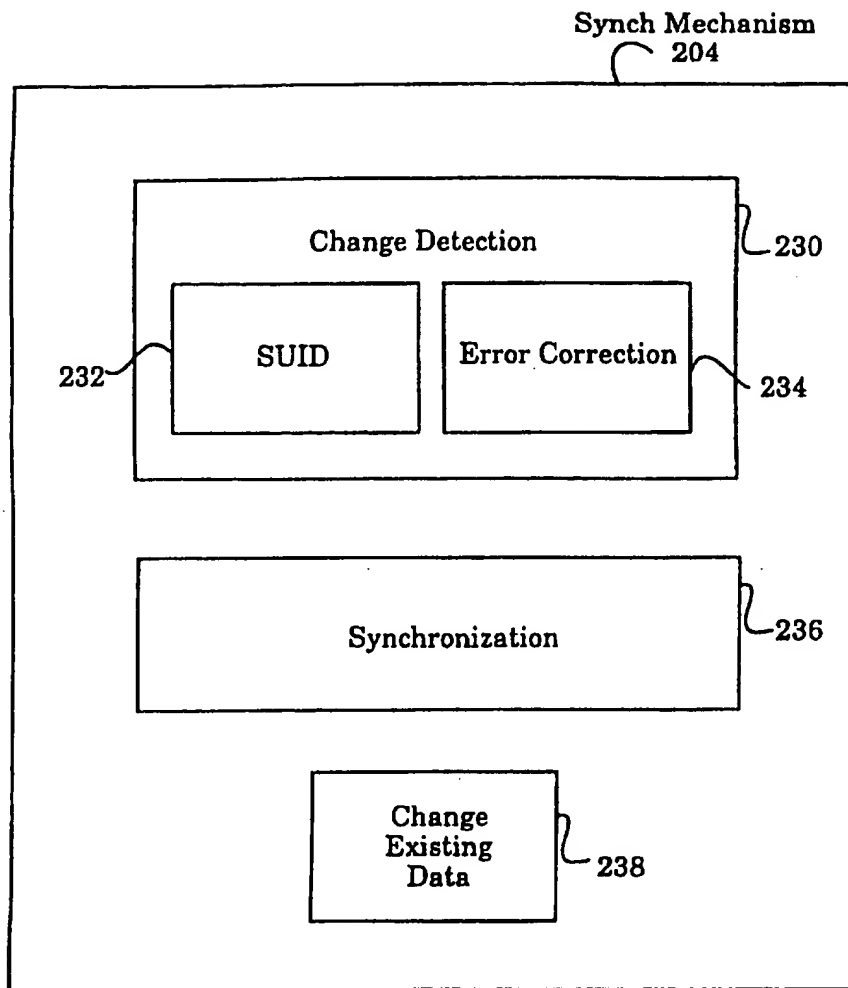 Synch Mechanism
204
Change Detection
230
232
SUID
Error Correction
234
Synchronization
236
Change
Existing
Data
238